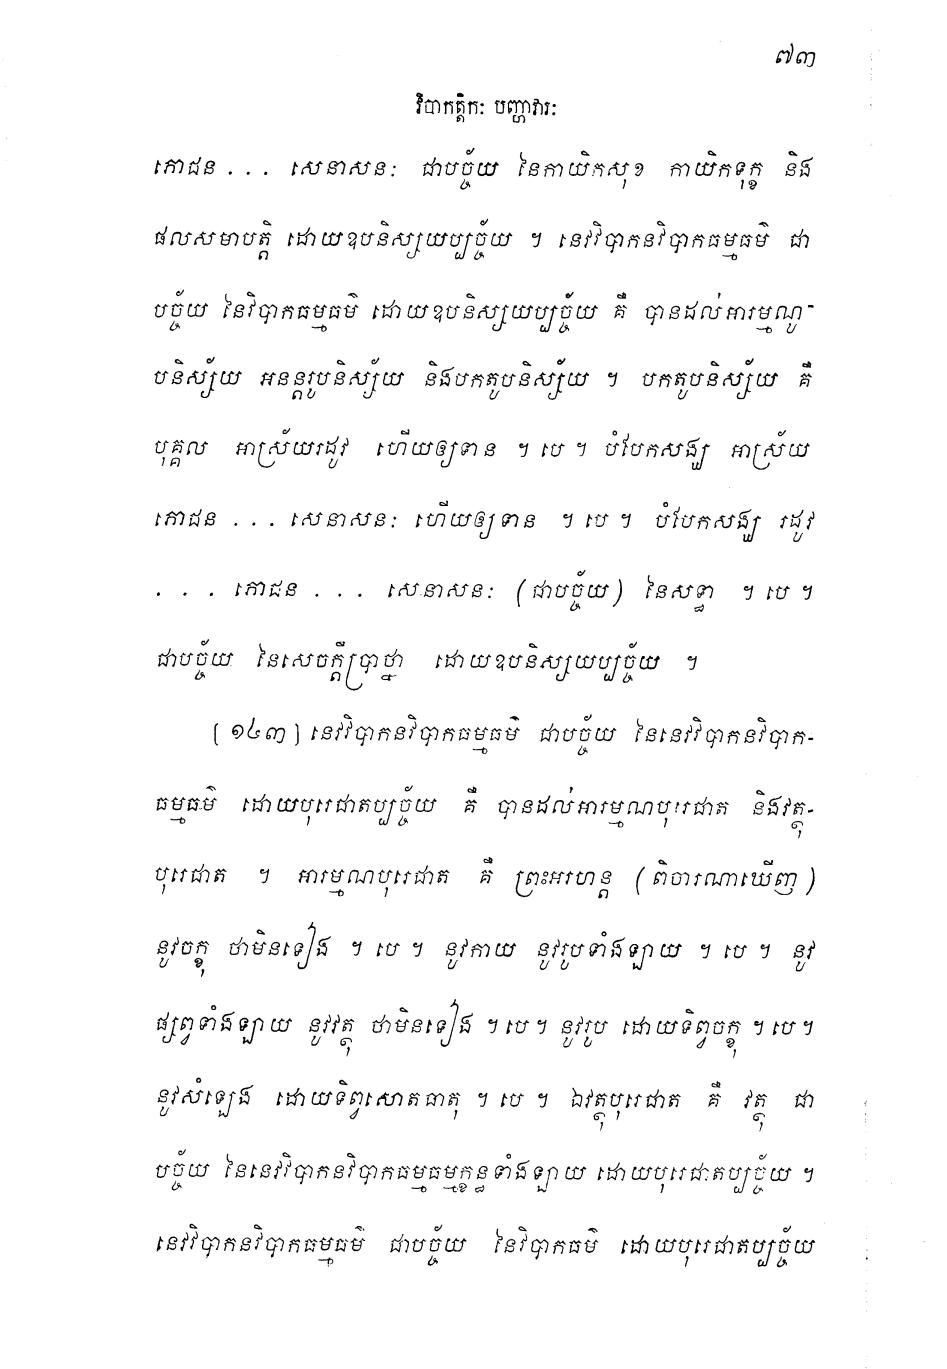 ៧៣
វិបាកត្តិកៈ បញ្ហាវារៈ
ភោជន . . . សេនាសនៈ ជាបច្ច័យ នៃកាយិកសុខ កាយិកទុក្ខ និង
ផលសមាបត្តិ ដោយឧបនិស្សយប្បច្ច័យ ។ នេវវិបាកនវិបាកធម្មធម៌ ជា
បច្ច័យ នៃវិបាកធម្មធម៌ ដោយឧបនិស្សយប្បច្ច័យ គឺ បានដល់អារម្មណូ-
បនិស្ស័យ អនន្តរូបនិស្ស័យ និងបកតូបនិស្ស័យ ។ បកតូបនិស្ស័យ គឺ
បុគ្គល អាស្រ័យរដូវ ហើយឲ្យទាន ។ បេ ។ បំបែកសង្ឃ អាស្រ័យ
ភោជន . . . សេនាសនៈ ហើយឲ្យទាន ។ បេ ។ បំបែកសង្ឃ រដូវ
. . . ភោជន . . . សេនាសនៈ (ជាបច្ច័យ) នៃសទ្ធា ។ បេ ។
ជាបច្ច័យ នៃសេចក្តីប្រាថ្នា ដោយឧបនិស្សយប្បច្ច័យ ។
[១៤៣] នេវវិបាកនវិបាកធម្មធម៌ ជាបច្ច័យ នៃនេវវិបាកនវិបាក-
ធម្មធម៌ ដោយបុរេជាតប្បច្ច័យ គឺ បានដល់អារម្មណបុរេជាត និងវត្ថុ-
បុរេជាត ។ អារម្មណបុរេជាត គឺ ព្រះអរហន្ត (ពិចារណាឃើញ)
នូវចក្ខុ ថាមិនទៀង ។ បេ ។ នូវកាយ នូវរូបទាំងឡាយ ។ បេ ។ នូវ
ផ្សព្វទាំងឡាយ នូវវត្ថុ ថាមិនទៀង ។ បេ ។ នូវរូប ដោយទិព្វចក្ខុ ។ បេ ។
នូវសំឡេង ដោយទិព្វសោតធាតុ ។ បេ ។ ឯវត្ថុបុរេជាត គឺ វត្ថុ ជា
បច្ច័យ នៃនេវវិបាកនវិបាកធម្មធម្មក្ខន្ធទាំងឡាយ ដោយបុរេជាតប្បច្ច័យ ។
នេវវិបាកនវិបាកធម្មធម៌ ជាបច្ច័យ នៃវិបាកធម៌ ដោយបុរេជាតប្បច្ច័យ